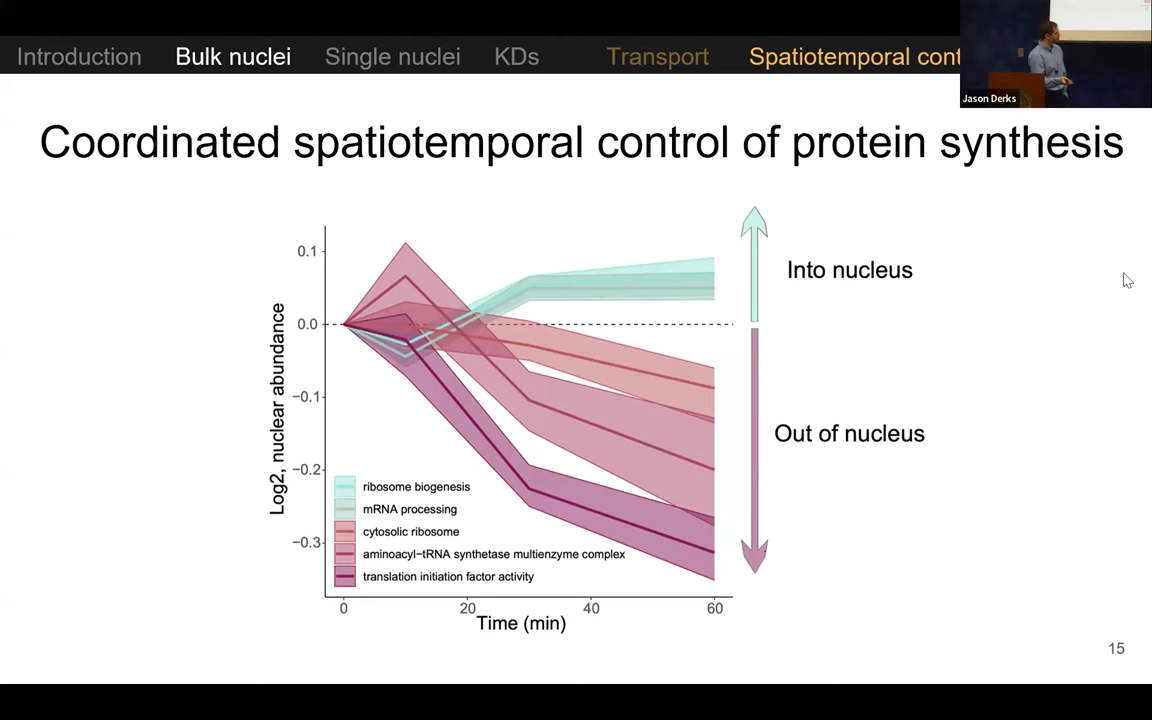 Introduction Bulk nuclei Single nuclei KDs Transport Spatiotemporal cont
Jason Derks
Coordinated spatiotemporal control of protein synthesis
Log2, nuclear abundance
0.1
0.0
−0.1
−0.2
−0.3
ribosome biogenesis
mRNA processing
cytosolic ribosome
aminoacyl−tRNA synthetase multienzyme complex
translation initiation factor activity
0 20 40 60
Time (min)
Into nucleus
Out of nucleus
15